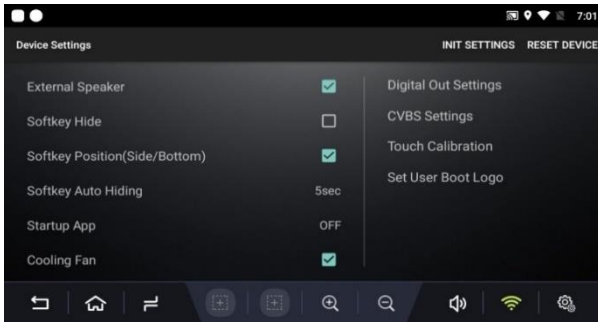 7:01
Device Settings
INIT SETTINGS RESET DEVICE
External Speaker
Softkey Hide
Softkey Position(Side/Bottom)
Softkey Auto Hiding 5sec
Startup App OFF
Cooling Fan
Digital Out Settings
CVBS Settings
Touch Calibration
Set User Boot Logo